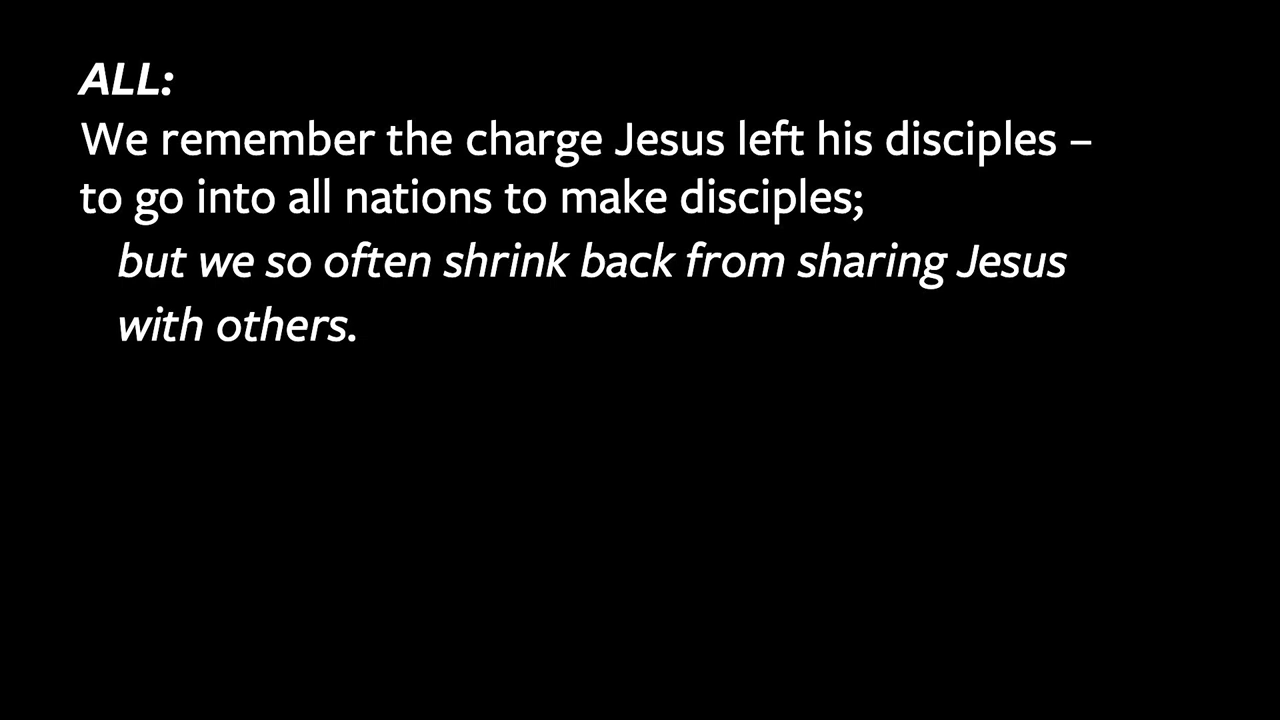 ALL:
We remember the charge Jesus left his disciples –
to go into all nations to make disciples;
but we so often shrink back from sharing Jesus
with others.